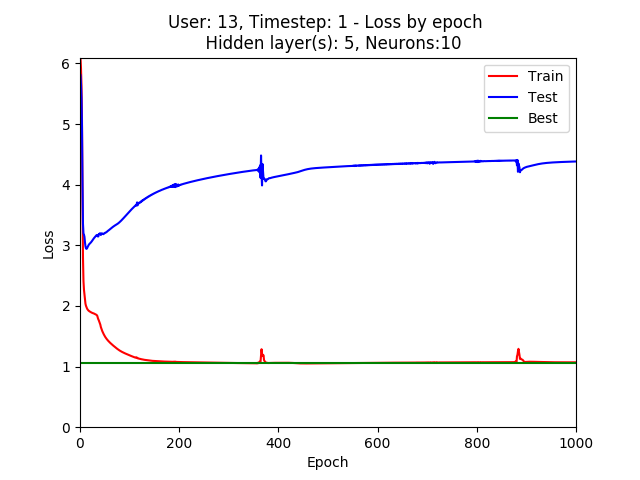 User: 13, Timestep: 1 - Loss by epoch
Hidden layer(s): 5, Neurons:10
Train
Test
Best
6
5
4
3
2
1
0
Loss
0 200 400 600 800 1000
Epoch